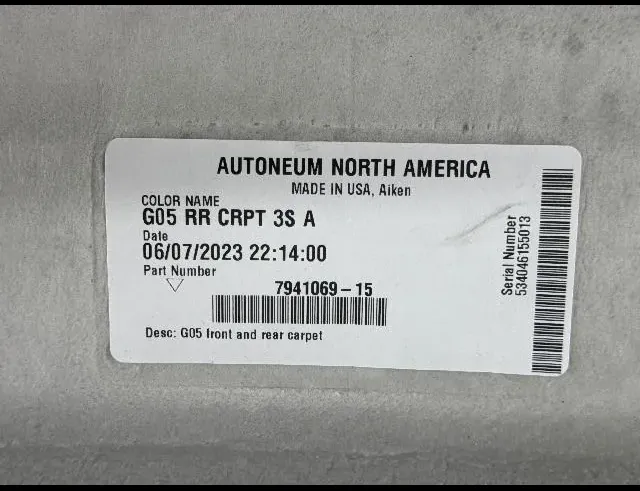 AUTONEUM NORTH AMERICA
MADE IN USA, Aiken
COLOR NAME
G05 RR CRPT 3S A
Date
06/07/2023 22:14:00
Part Number
7941069-15
Desc: G05 front and rear carpet
Serial Number
534046155013